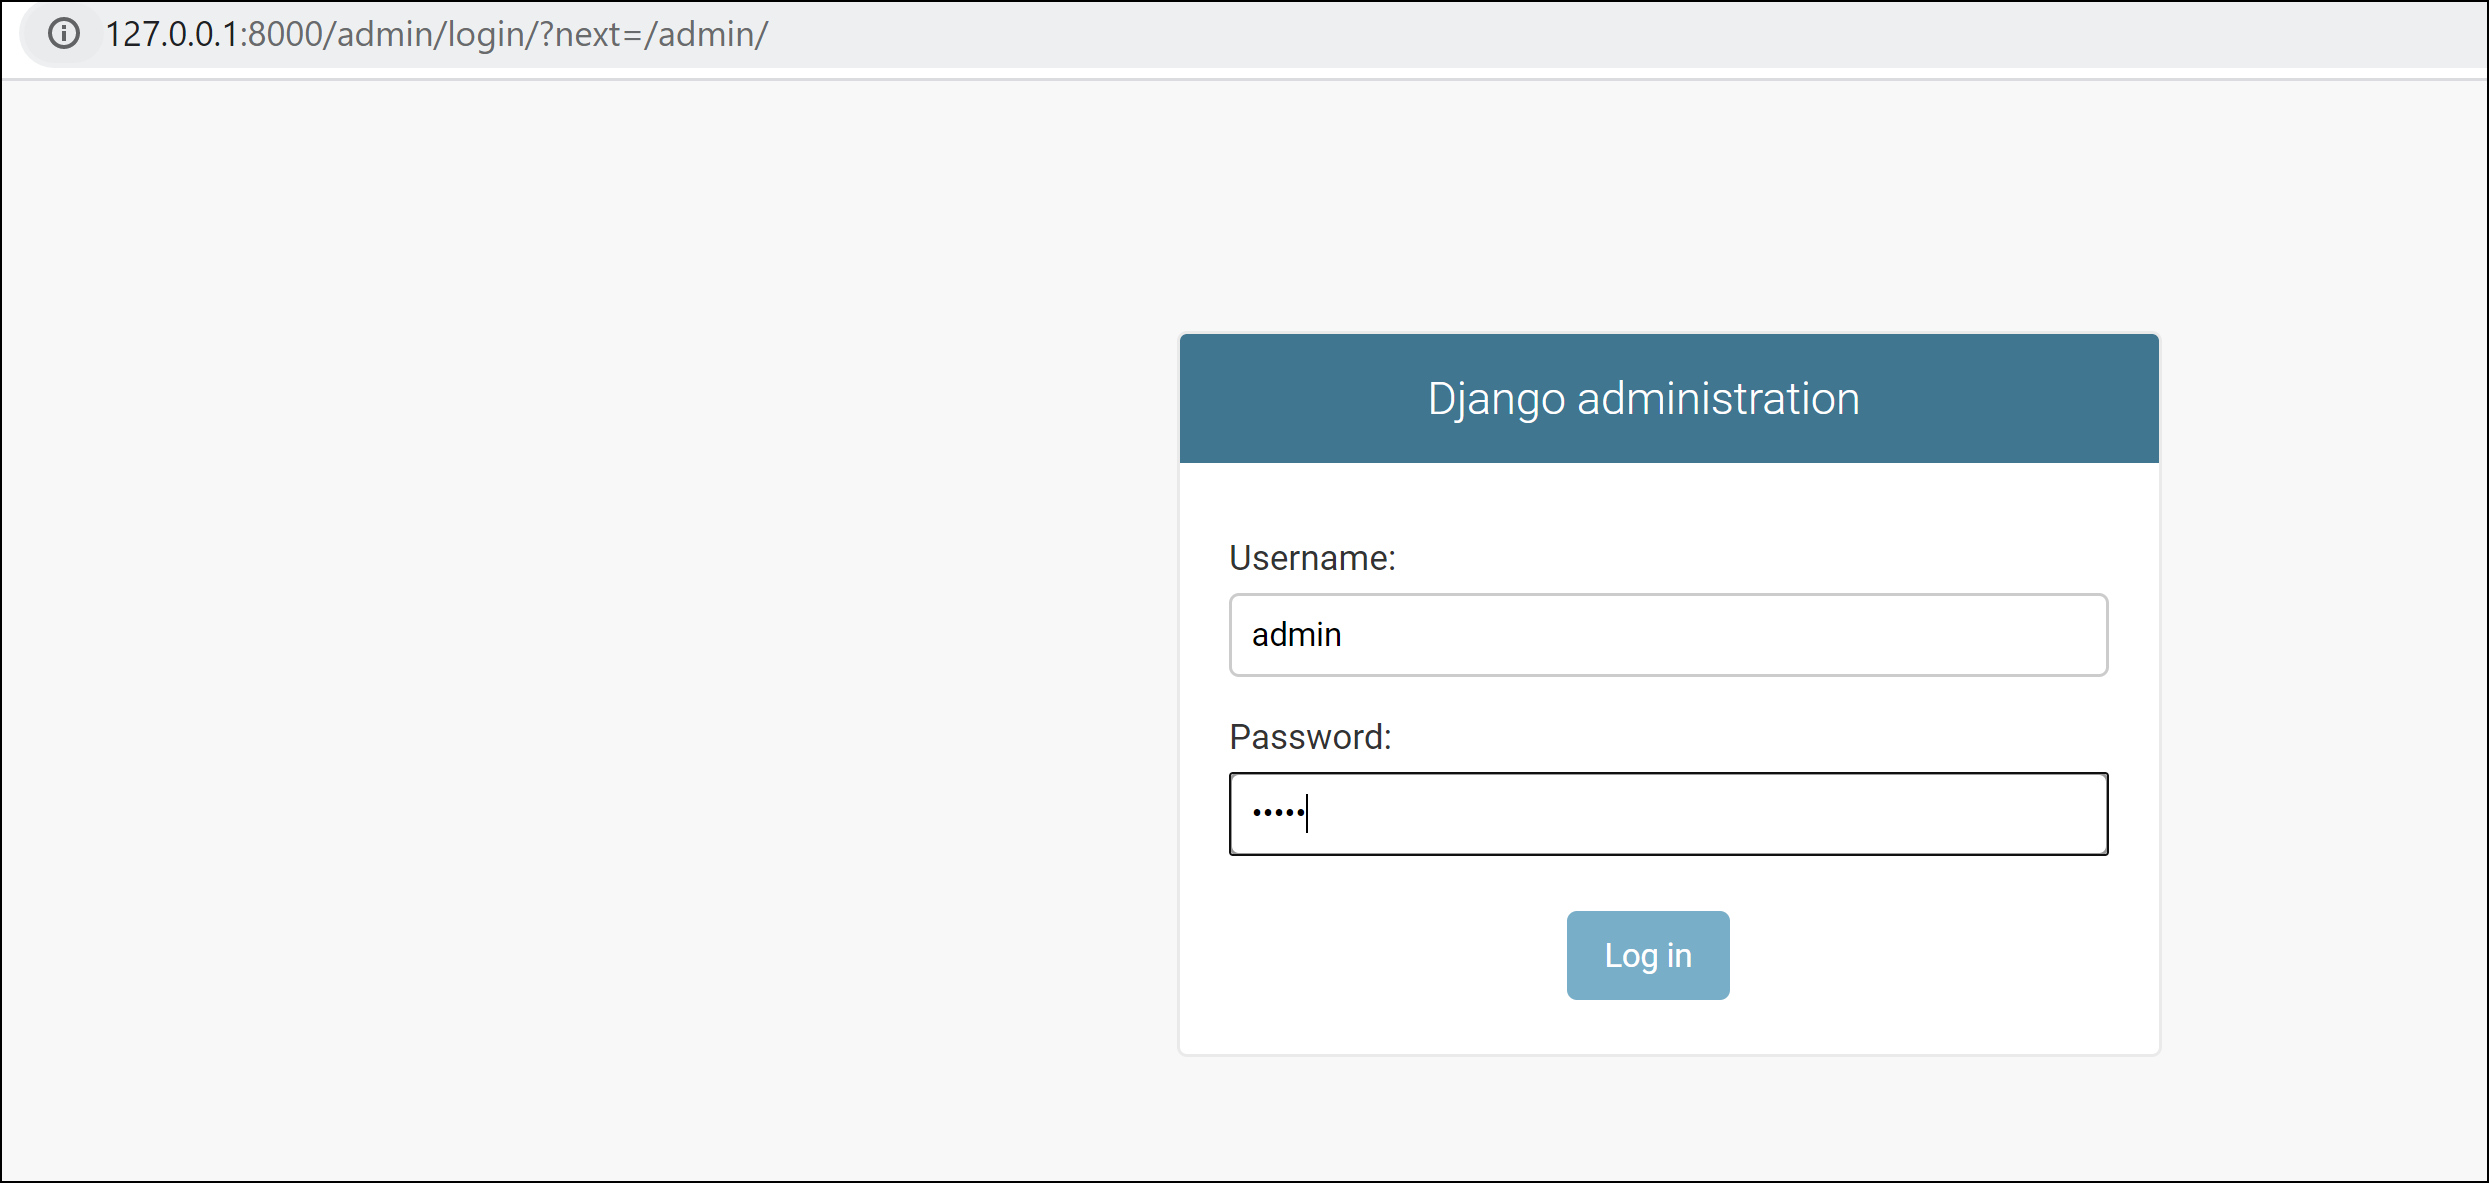 127.0.0.1:8000/admin/login/?next=/admin/
Django administration
Username:
admin
Password:
•••••
Log in